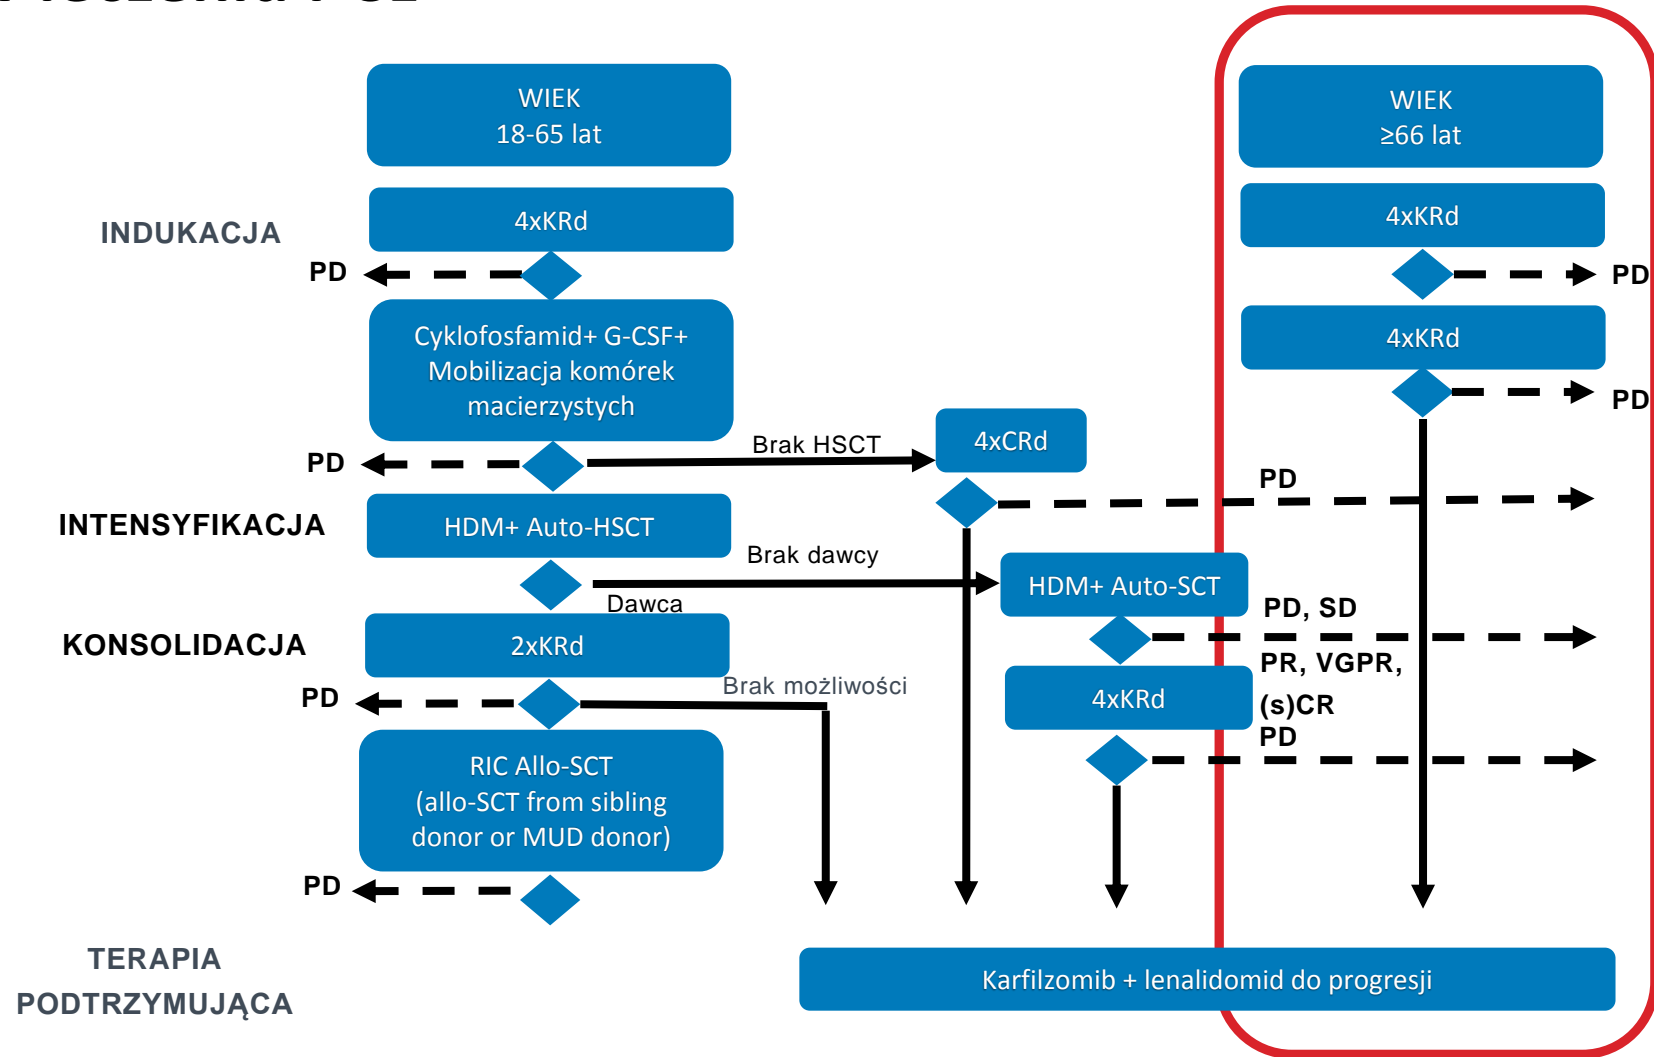 WIEK
18-65 lat
WIEK
≥66 lat
INDUKACJA
4xKRd
4xKRd
PD
PD
Cyklofosfamid+ G-CSF+
Mobilizacja komórek
macierzystych
4xKRd
PD
PD
Brak HSCT
4xCRd
PD
INTENSYFIKACJA
HDM+ Auto-HSCT
Brak dawcy
HDM+ Auto-SCT
Dawca
PD, SD
KONSOLIDACJA
2xKRd
PR, VGPR,
(s)CR
PD
Brak możliwości
4xKRd
PD
RIC Allo-SCT
(allo-SCT from sibling
donor or MUD donor)
PD
TERAPIA
PODTRZYMUJĄCA
Karfilzomib + lenalidomid do progresji